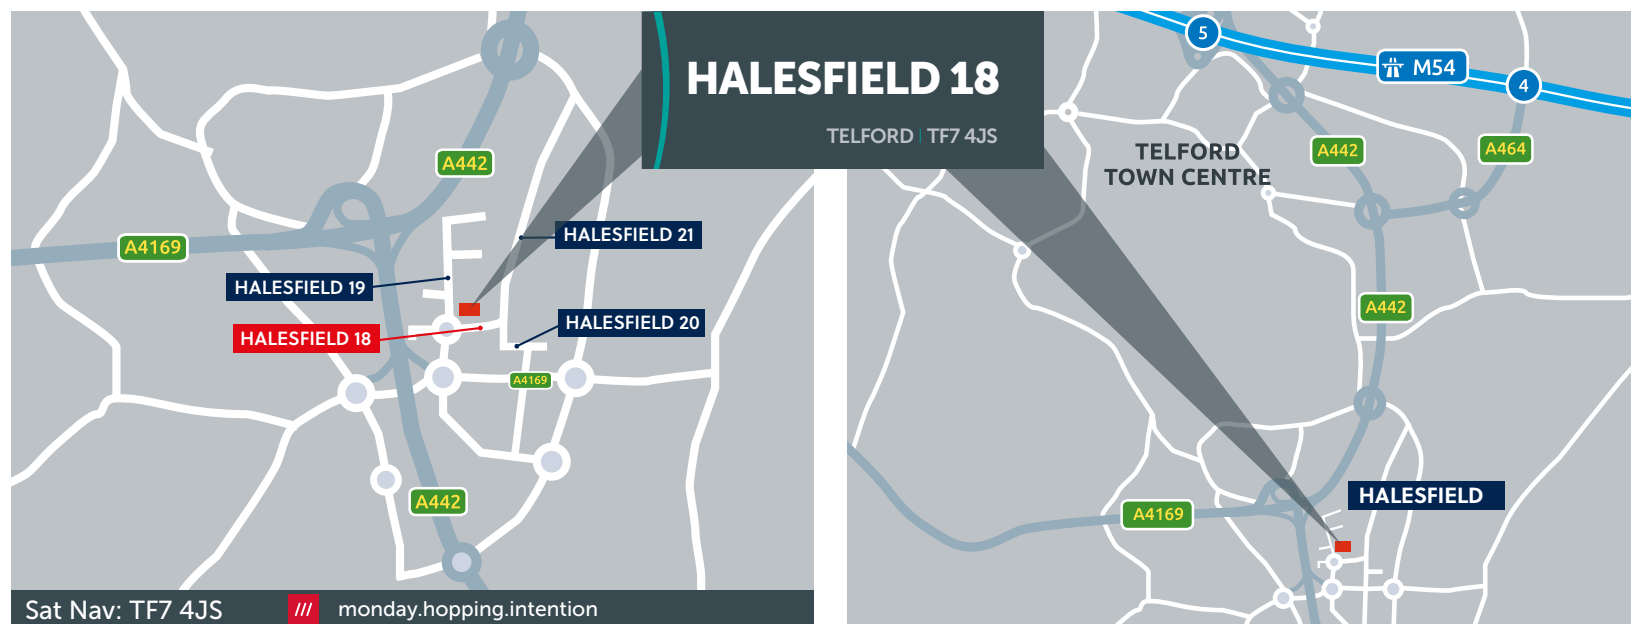 HALESFIELD 18
TELFORD | TF7 4JS
A442
A4169
HALESFIELD 21
HALESFIELD 19
HALESFIELD 18
HALESFIELD 20
A4169
A442
Sat Nav: TF7 4JS
/// monday.hopping.intention
5
M54
4
TELFORD
TOWN CENTRE
A442
A464
A442
HALESFIELD
A4169